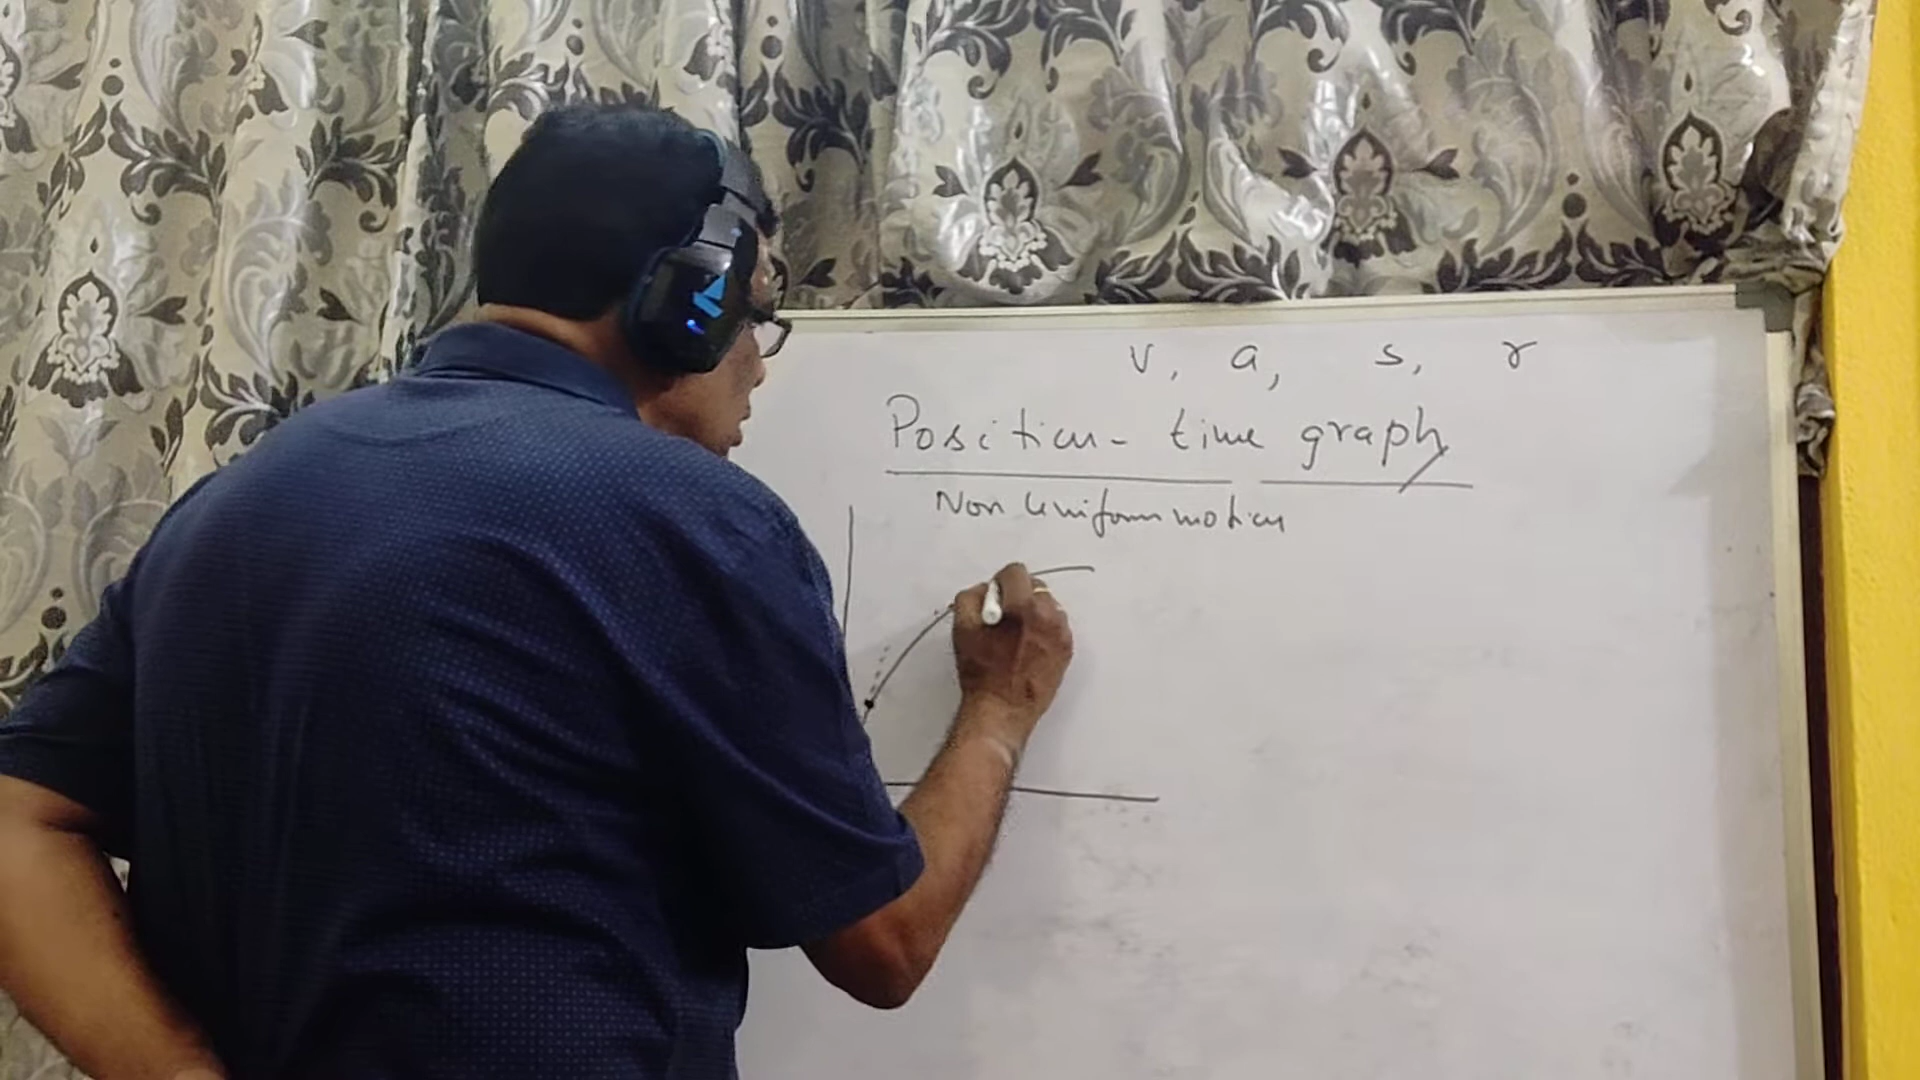 v, a, s, r
Position - time graph
Non Uniform motion